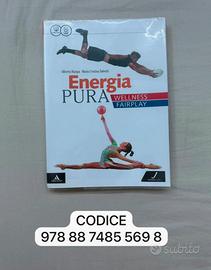 Energia
PURA
WELLNESS
FAIRPLAY
A
CODICE
978 88 7485 569 8
subito